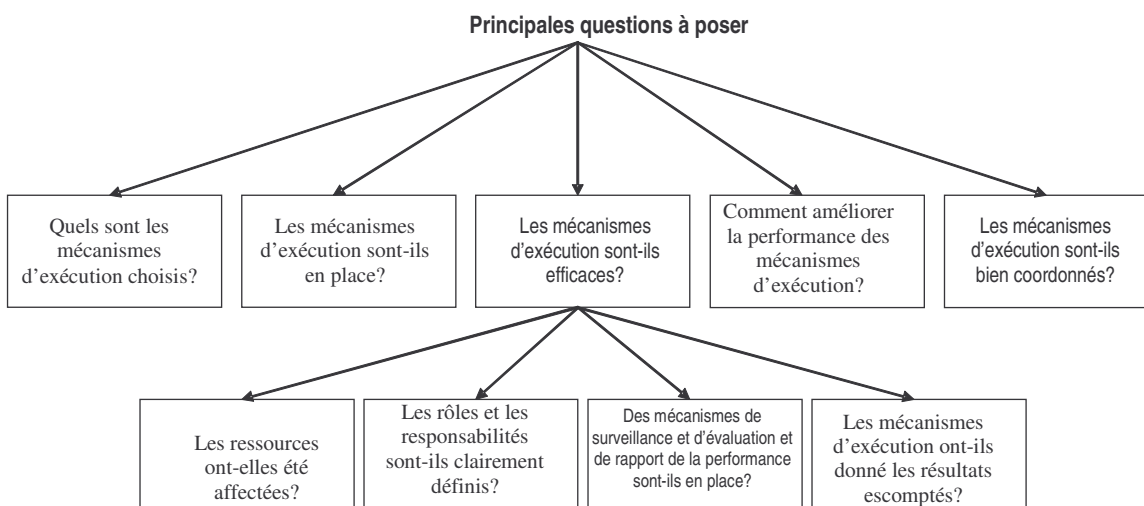 Principales questions à poser
Quels sont les
mécanismes
d'exécution choisis?
Les mécanismes
d'exécution sont-ils
en place?
Les mécanismes
d'exécution sont-ils
efficaces?
Comment améliorer
la performance des
mécanismes
d'exécution?
Les mécanismes
d'exécution sont-ils
bien coordonnés?
Les ressources
ont-elles été
affectées?
Les rôles et les
responsabilités
sont-ils clairement
définis?
Des mécanismes de
surveillance et d'évaluation et
de rapport de la performance
sont-ils en place?
Les mécanismes
d'exécution ont-ils
donné les résultats
escomptés?